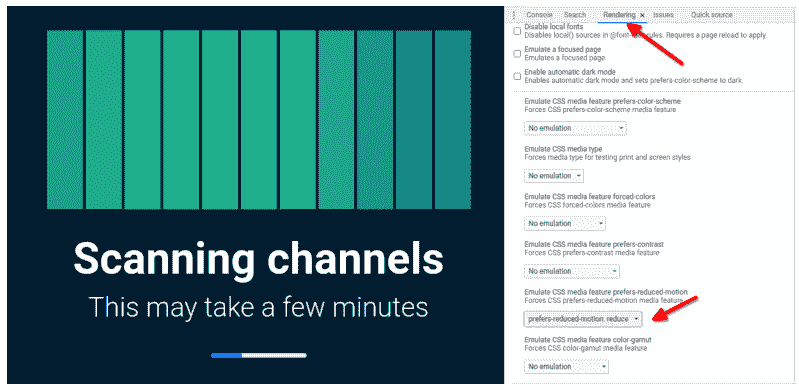 Scanning channels
This may take a few minutes
Console Search Rendering × Issues Quick source
Disable local fonts
Disables local() sources in @font-face rules. Requires a page reload to apply.
Emulate a focused page
Emulates a focused page.
Enable automatic dark mode
Enables automatic dark mode and sets prefers-color-scheme to dark.
Emulate CSS media feature prefers-color-scheme
Forces CSS prefers-color-scheme media feature
No emulation
Emulate CSS media type
Forces media type for testing print and screen styles
No emulation
Emulate CSS media feature forced-colors
Forces CSS forced-colors media feature
No emulation
Emulate CSS media feature prefers-contrast
Forces CSS prefers-contrast media feature
No emulation
Emulate CSS media feature prefers-reduced-motion
Forces CSS prefers-reduced-motion media feature
prefers-reduced-motion: reduce
Emulate CSS media feature color-gamut
Forces CSS color-gamut media feature
No emulation